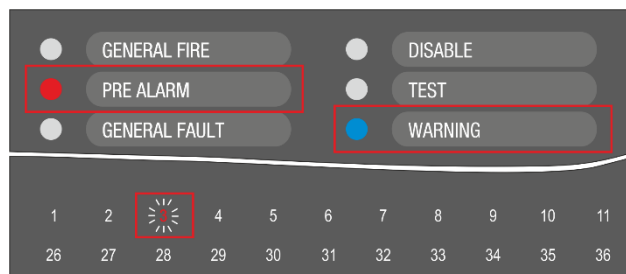 GENERAL FIRE DISABLE
PRE ALARM TEST
GENERAL FAULT WARNING
1 2 3 4 5 6 7 8 9 10 11
26 27 28 29 30 31 32 33 34 35 36